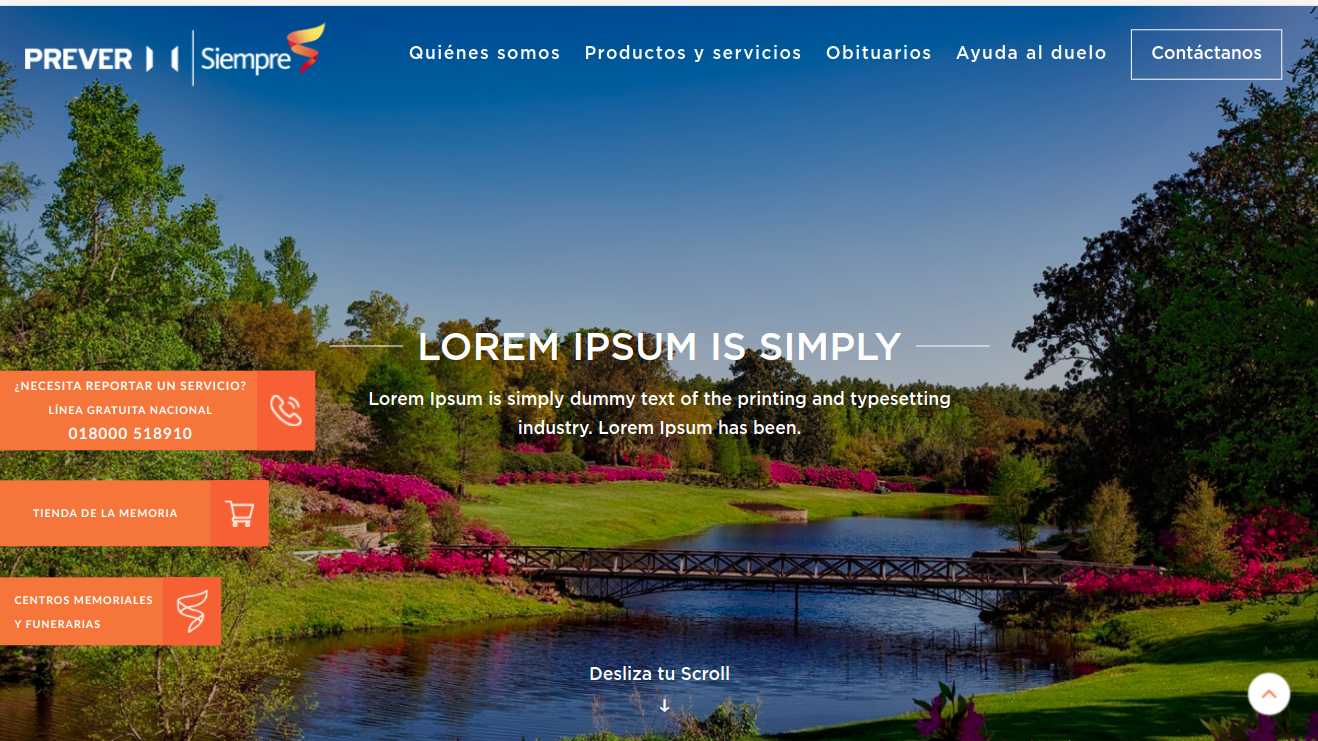 PREVER
Siempre
Quiénes somos
Productos y servicios
Obituarios
Ayuda al duelo
Contáctanos
LOREM IPSUM IS SIMPLY
Lorem Ipsum is simply dummy text of the printing and typesetting
industry. Lorem Ipsum has been.
¿NECESITA REPORTAR UN SERVICIO?
LÍNEA GRATUITA NACIONAL
018000 518910
TIENDA DE LA MEMORIA
CENTROS MEMORIALES
Y FUNERARIAS
Desliza tu Scroll